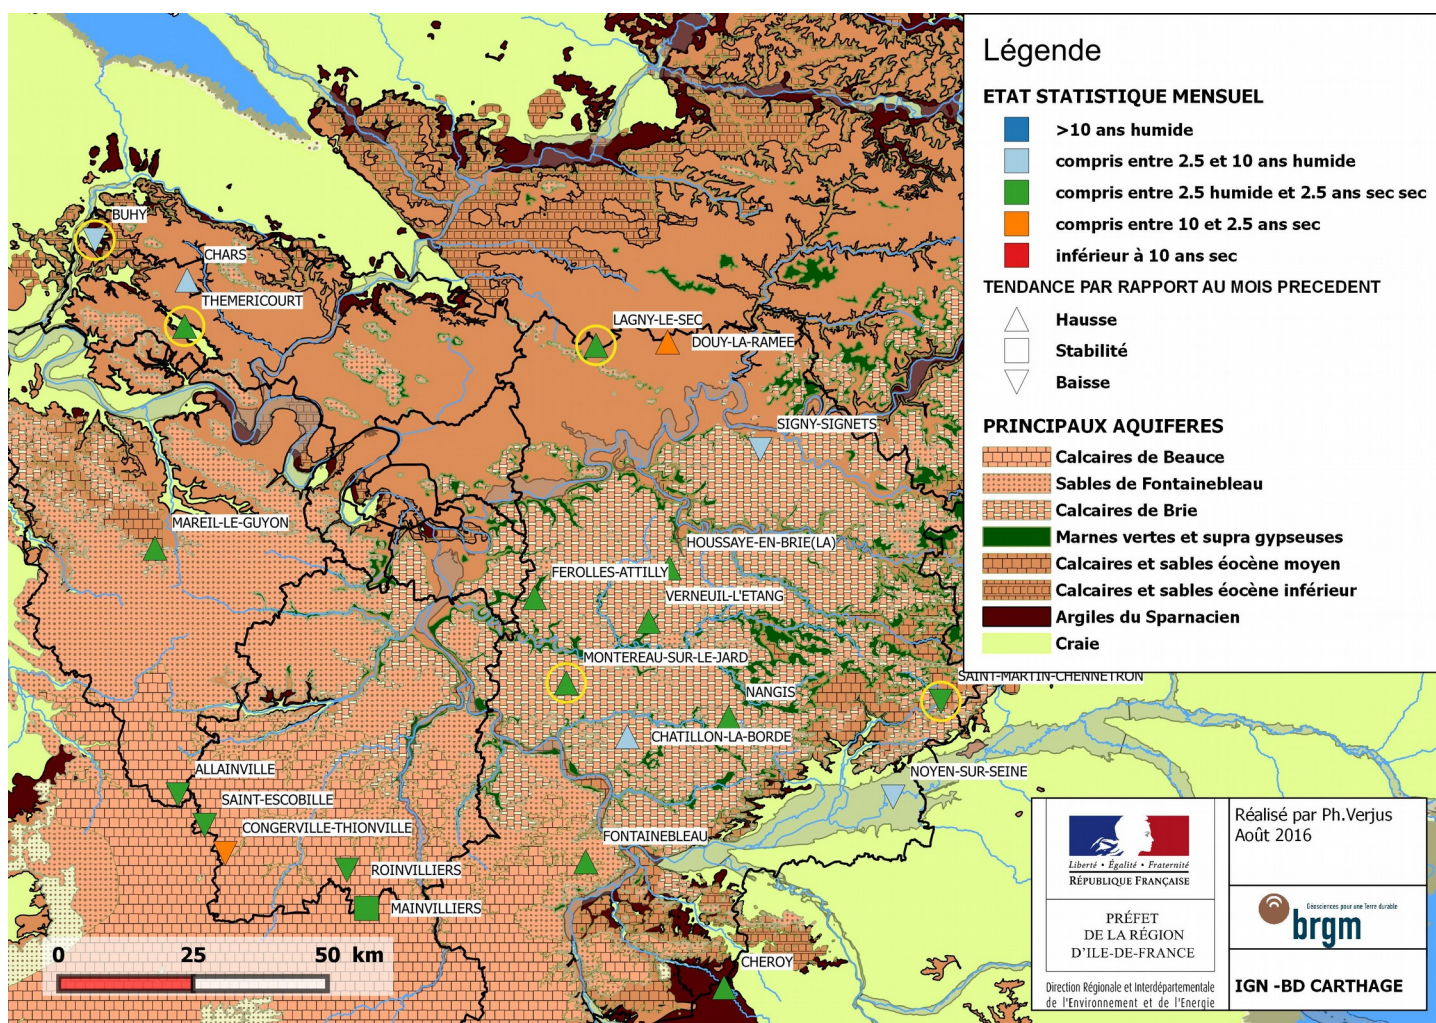 Légende
ETAT STATISTIQUE MENSUEL
>10 ans humide
compris entre 2.5 et 10 ans humide
compris entre 2.5 humide et 2.5 ans sec sec
compris entre 10 et 2.5 ans sec
inférieur à 10 ans sec
TENDANCE PAR RAPPORT AU MOIS PRECEDENT
Hausse
Stabilité
Baisse
PRINCIPAUX AQUIFERES
Calcaires de Beauce
Sables de Fontainebleau
Calcaires de Brie
Marnes vertes et supra gypseuses
Calcaires et sables éocène moyen
Calcaires et sables éocène inférieur
Argiles du Sparnacien
Craie
BUHY
CHARS
THEMERICOURT
LAGNY-LE-SEC
DOUY-LA-RAMEE
SIGNY-SIGNETS
MAREIL-LE-GUYON
HOUSSAYE-EN-BRIE(LA)
FEROLLES-ATTILLY
VERNEUIL-L'ETANG
MONTEREAU-SUR-LE-JARD
SAINT-MARTIN-CHENNETRON
NANGIS
CHATILLON-LA-BORDE
ALLAINVILLE
NOYEN-SUR-SEINE
SAINT-ESCOBILLE
CONGERVILLE-THIONVILLE
FONTAINEBLEAU
ROINVILLIERS
MAINVILLIERS
CHEROY
0 25 50 km
Liberté • Égalité • Fraternité
RÉPUBLIQUE FRANÇAISE
PRÉFET
DE LA RÉGION
D'ILE-DE-FRANCE
Direction Régionale et Interdépartementale
de l'Environnement et de l'Energie
Réalisé par Ph.Verjus
Août 2016
Géosciences pour une Terre durable
brgm
IGN -BD CARTHAGE